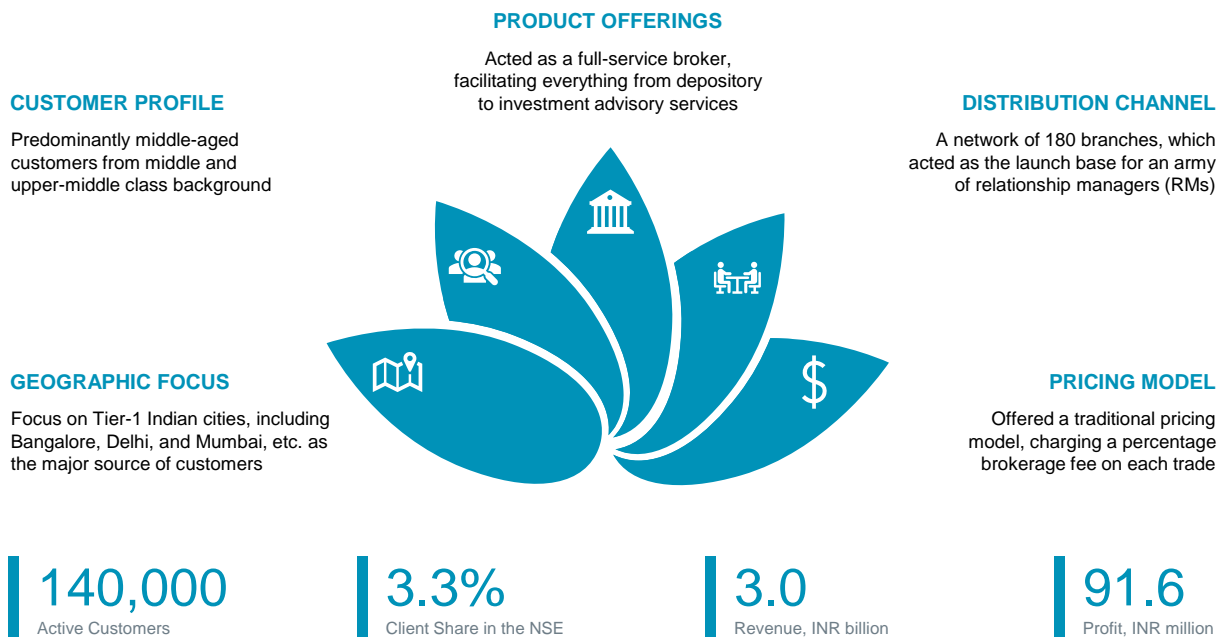 PRODUCT OFFERINGS
Acted as a full-service broker,
facilitating everything from depository
to investment advisory services
CUSTOMER PROFILE
Predominantly middle-aged
customers from middle and
upper-middle class background
DISTRIBUTION CHANNEL
A network of 180 branches, which
acted as the launch base for an army
of relationship managers (RMs)
GEOGRAPHIC FOCUS
Focus on Tier-1 Indian cities, including
Bangalore, Delhi, and Mumbai, etc. as
the major source of customers
$
PRICING MODEL
Offered a traditional pricing
model, charging a percentage
brokerage fee on each trade
140,000
Active Customers
3.3%
Client Share in the NSE
3.0
Revenue, INR billion
91.6
Profit, INR million